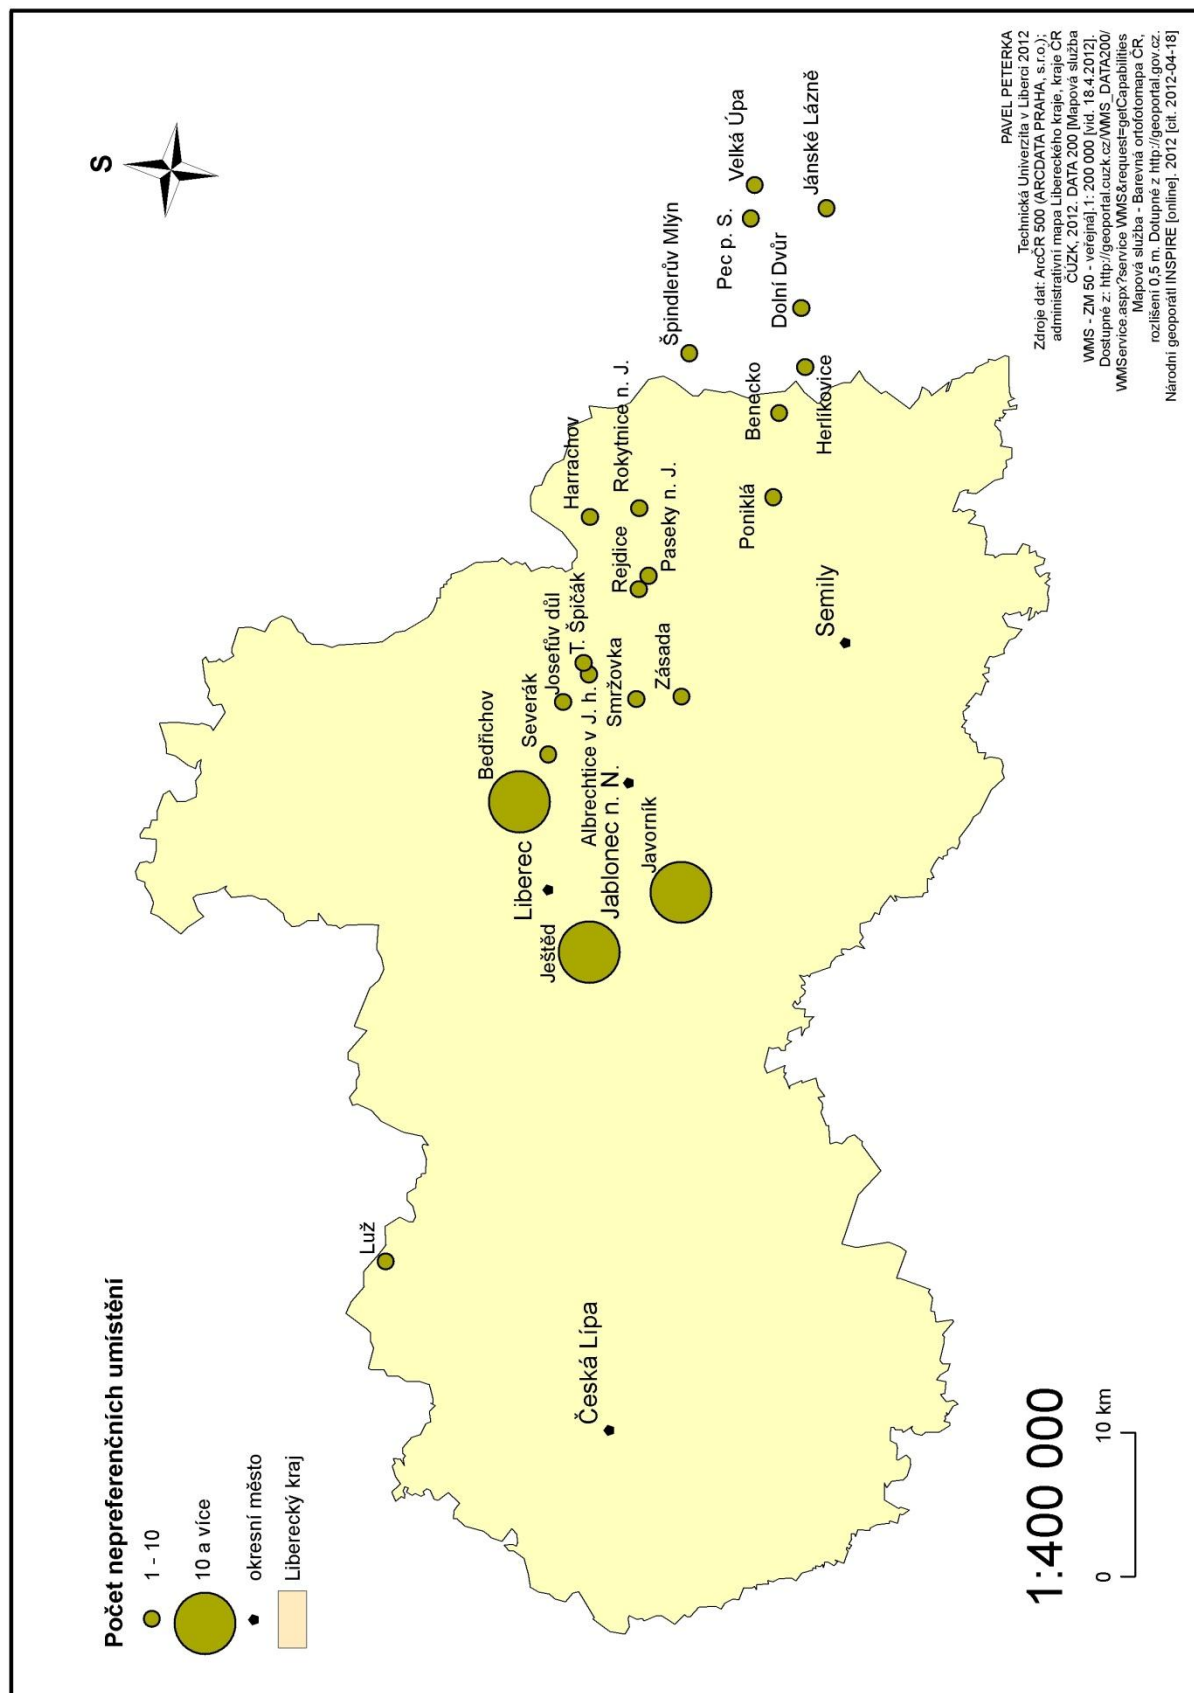 Počet nepreferenčních umístění
1 - 10
10 a více
okresní město
Liberecký kraj
S
Luž
Česká Lípa
Bedřichov
Severák
Josefův důl
T. Špičák
Albrechtice v J. h.
Liberec
Ještěd
Jablonec n. N.
Javorník
Smržovka
Zásada
Harrachov
Rokytnice n. J.
Rejdice
Paseky n. J.
Poniklá
Semily
Benecko
Herlíkovice
Špindlerův Mlýn
Pec p. S.
Velká Úpa
Dolní Dvůr
Jánské Lázně
1:400 000
0 10 km
PAVEL PETERKA
Technická Univerzita v Liberci 2012
Zdroje dat: ArcČR 500 (ARCDATA PRAHA, s.r.o.);
administrativní mapa Libereckého kraje, kraje ČR
ČÚZK, 2012. DATA 200 [Mapová služba
WMS - ZM 50 - veřejná].1: 200 000 [vid. 18.4.2012].
Dostupné z: http://geoportal.cuzk.cz/WMS_DATA200/
WMService.aspx?service WMS&request=getCapabilities
Mapová služba - Barevná ortofotomapa ČR,
rozlišení 0,5 m. Dotupné z http://geoportal.gov.cz.
Národní geoporátl INSPIRE [online]. 2012 [cit. 2012-04-18]